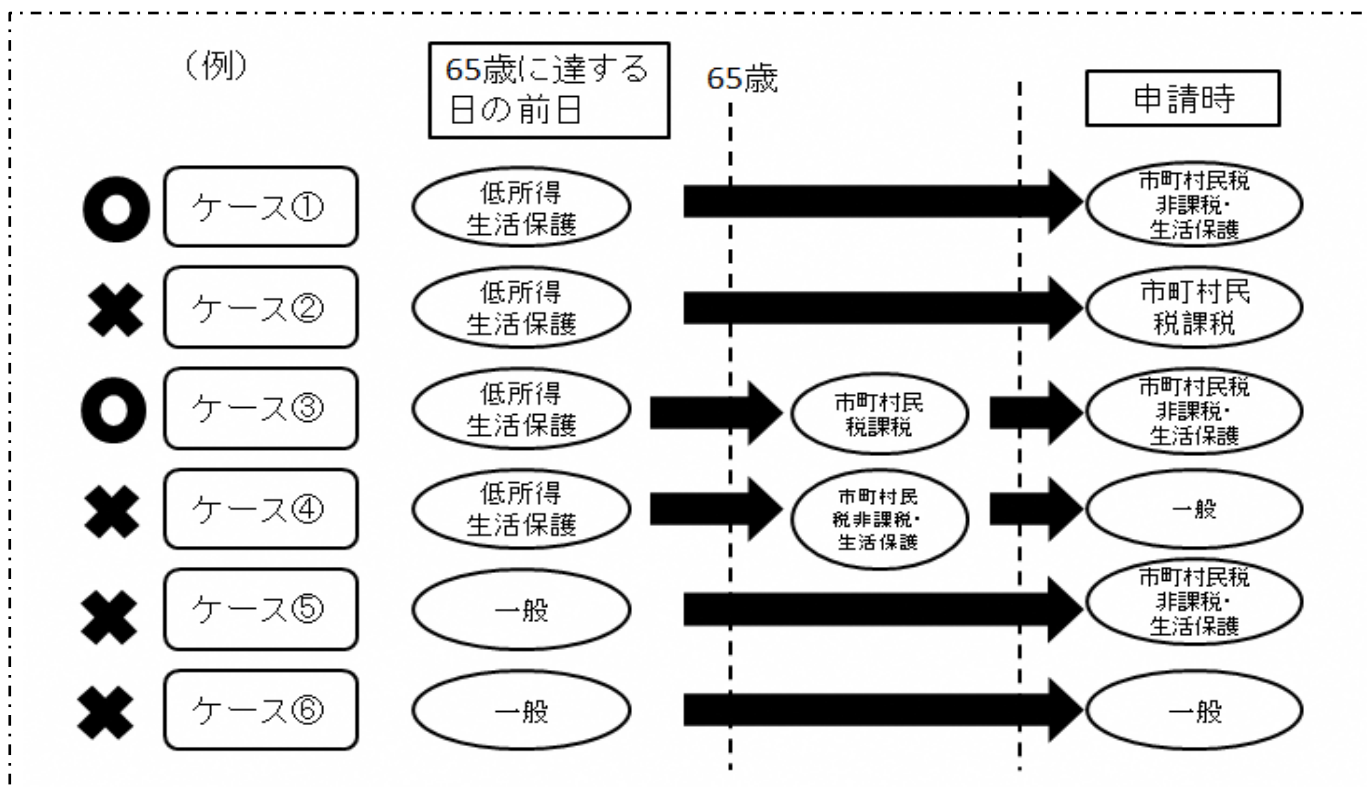 （例）
65歳に達する
日の前日
65歳
申請時
ケース①
低所得
生活保護
市町村民税
非課税・
生活保護
ケース②
低所得
生活保護
市町村民
税課税
ケース③
低所得
生活保護
市町村民
税課税
市町村民税
非課税・
生活保護
ケース④
低所得
生活保護
市町村民
税非課税・
生活保護
一般
ケース⑤
一般
市町村民税
非課税・
生活保護
ケース⑥
一般
一般